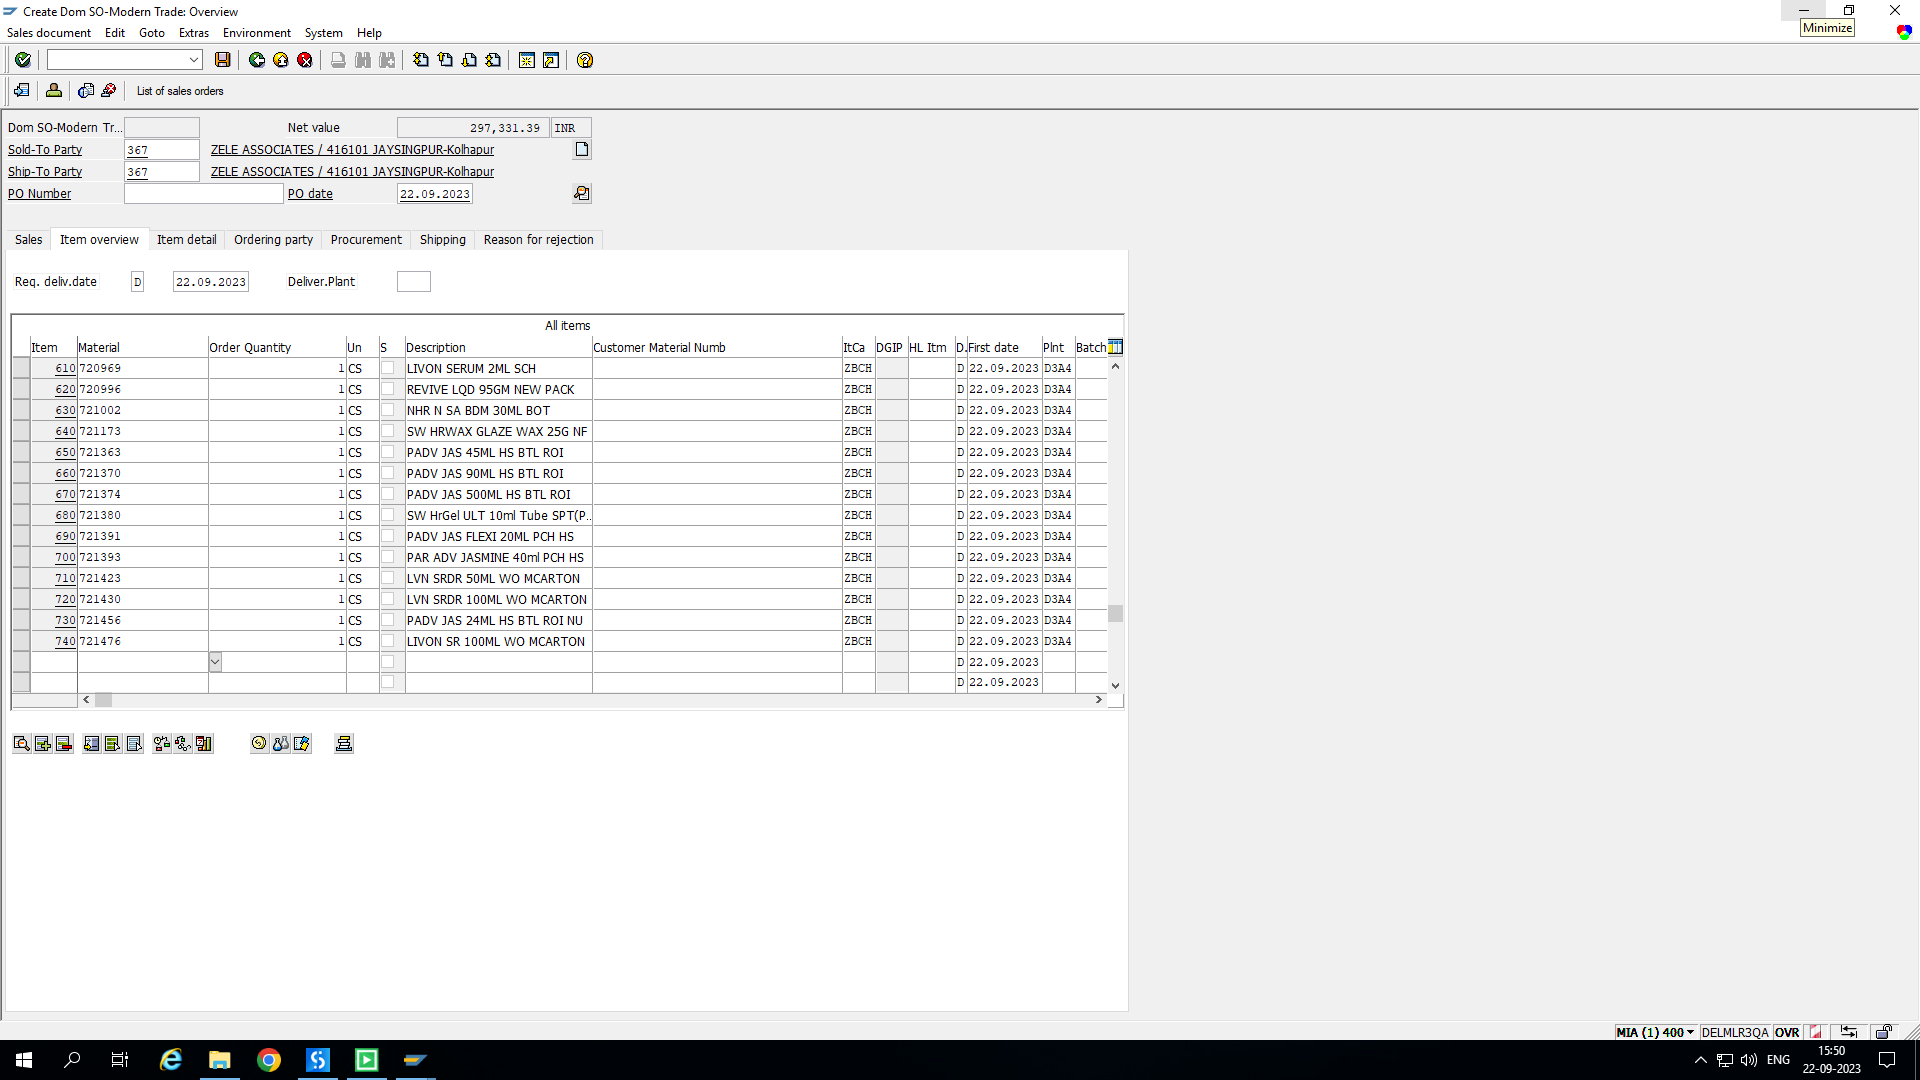 Create Dom SO-Modern Trade: Overview
Minimize
Sales document Edit Goto Extras Environment System Help
List of sales orders
Dom SO-Modern Tr... Net value 297,331.39 INR
Sold-To Party 367 ZELE ASSOCIATES / 416101 JAYSINGPUR-Kolhapur
Ship-To Party 367 ZELE ASSOCIATES / 416101 JAYSINGPUR-Kolhapur
PO Number PO date 22.09.2023
Sales Item overview Item detail Ordering party Procurement Shipping Reason for rejection
Req. deliv.date D 22.09.2023 Deliver.Plant
All items
Item Material Order Quantity Un S Description Customer Material Numb ItCa DGIP HL Itm D. First date Plnt Batch
610 720969 1 CS LIVON SERUM 2ML SCH ZBCH D 22.09.2023 D3A4
620 720996 1 CS REVIVE LQD 95GM NEW PACK ZBCH D 22.09.2023 D3A4
630 721002 1 CS NHR N SA BDM 30ML BOT ZBCH D 22.09.2023 D3A4
640 721173 1 CS SW HRWAX GLAZE WAX 25G NF ZBCH D 22.09.2023 D3A4
650 721363 1 CS PADV JAS 45ML HS BTL ROI ZBCH D 22.09.2023 D3A4
660 721370 1 CS PADV JAS 90ML HS BTL ROI ZBCH D 22.09.2023 D3A4
670 721374 1 CS PADV JAS 500ML HS BTL ROI ZBCH D 22.09.2023 D3A4
680 721380 1 CS SW HrGel ULT 10ml Tube SPT(P.. ZBCH D 22.09.2023 D3A4
690 721391 1 CS PADV JAS FLEXI 20ML PCH HS ZBCH D 22.09.2023 D3A4
700 721393 1 CS PAR ADV JASMINE 40ml PCH HS ZBCH D 22.09.2023 D3A4
710 721423 1 CS LVN SRDR 50ML WO MCARTON ZBCH D 22.09.2023 D3A4
720 721430 1 CS LVN SRDR 100ML WO MCARTON ZBCH D 22.09.2023 D3A4
730 721456 1 CS PADV JAS 24ML HS BTL ROI NU ZBCH D 22.09.2023 D3A4
740 721476 1 CS LIVON SR 100ML WO MCARTON ZBCH D 22.09.2023 D3A4
D 22.09.2023
D 22.09.2023
MIA (1) 400 DELMLR3QA OVR
ENG 15:50
22-09-2023